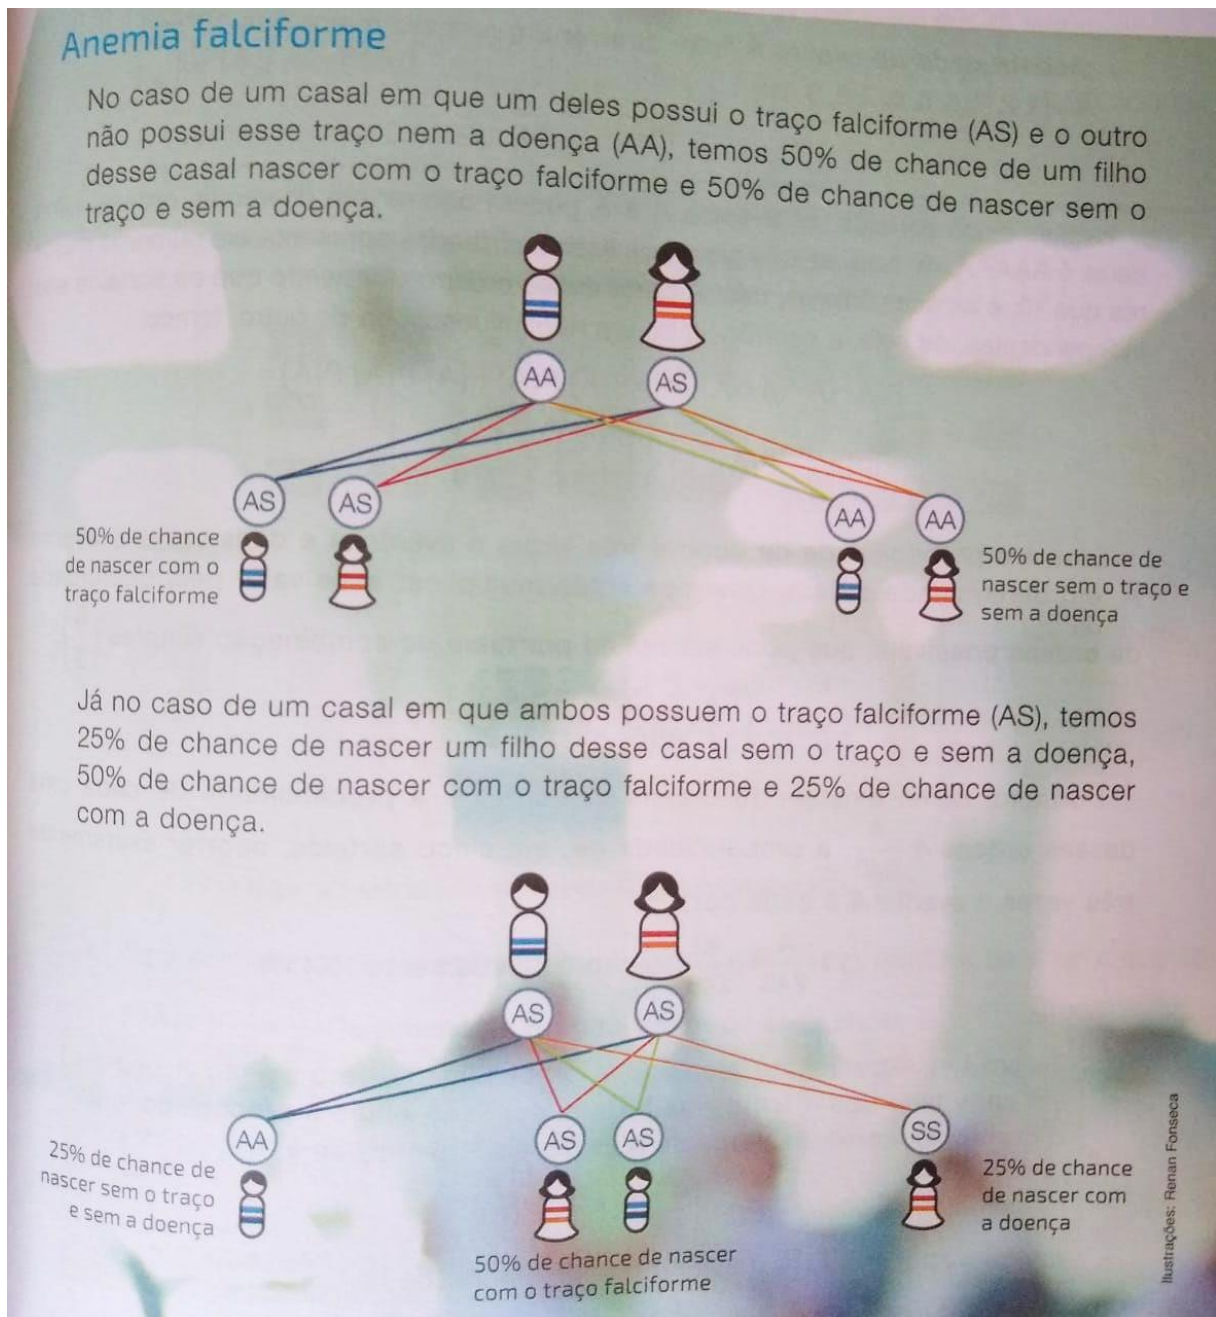 Anemia falciforme
No caso de um casal em que um deles possui o traço falciforme (AS) e o outro
não possui esse traço nem a doença (AA), temos 50% de chance de um filho
desse casal nascer com o traço falciforme e 50% de chance de nascer sem o
traço e sem a doença.
AA AS
AS AS AA AA
50% de chance
de nascer com o
traço falciforme
50% de chance de
nascer sem o traço e
sem a doença
Já no caso de um casal em que ambos possuem o traço falciforme (AS), temos
25% de chance de nascer um filho desse casal sem o traço e sem a doença,
50% de chance de nascer com o traço falciforme e 25% de chance de nascer
com a doença.
AS AS
AA AS AS SS
25% de chance de
nascer sem o traço
e sem a doença
50% de chance de nascer
com o traço falciforme
25% de chance
de nascer com
a doença
Ilustrações: Renan Fonseca